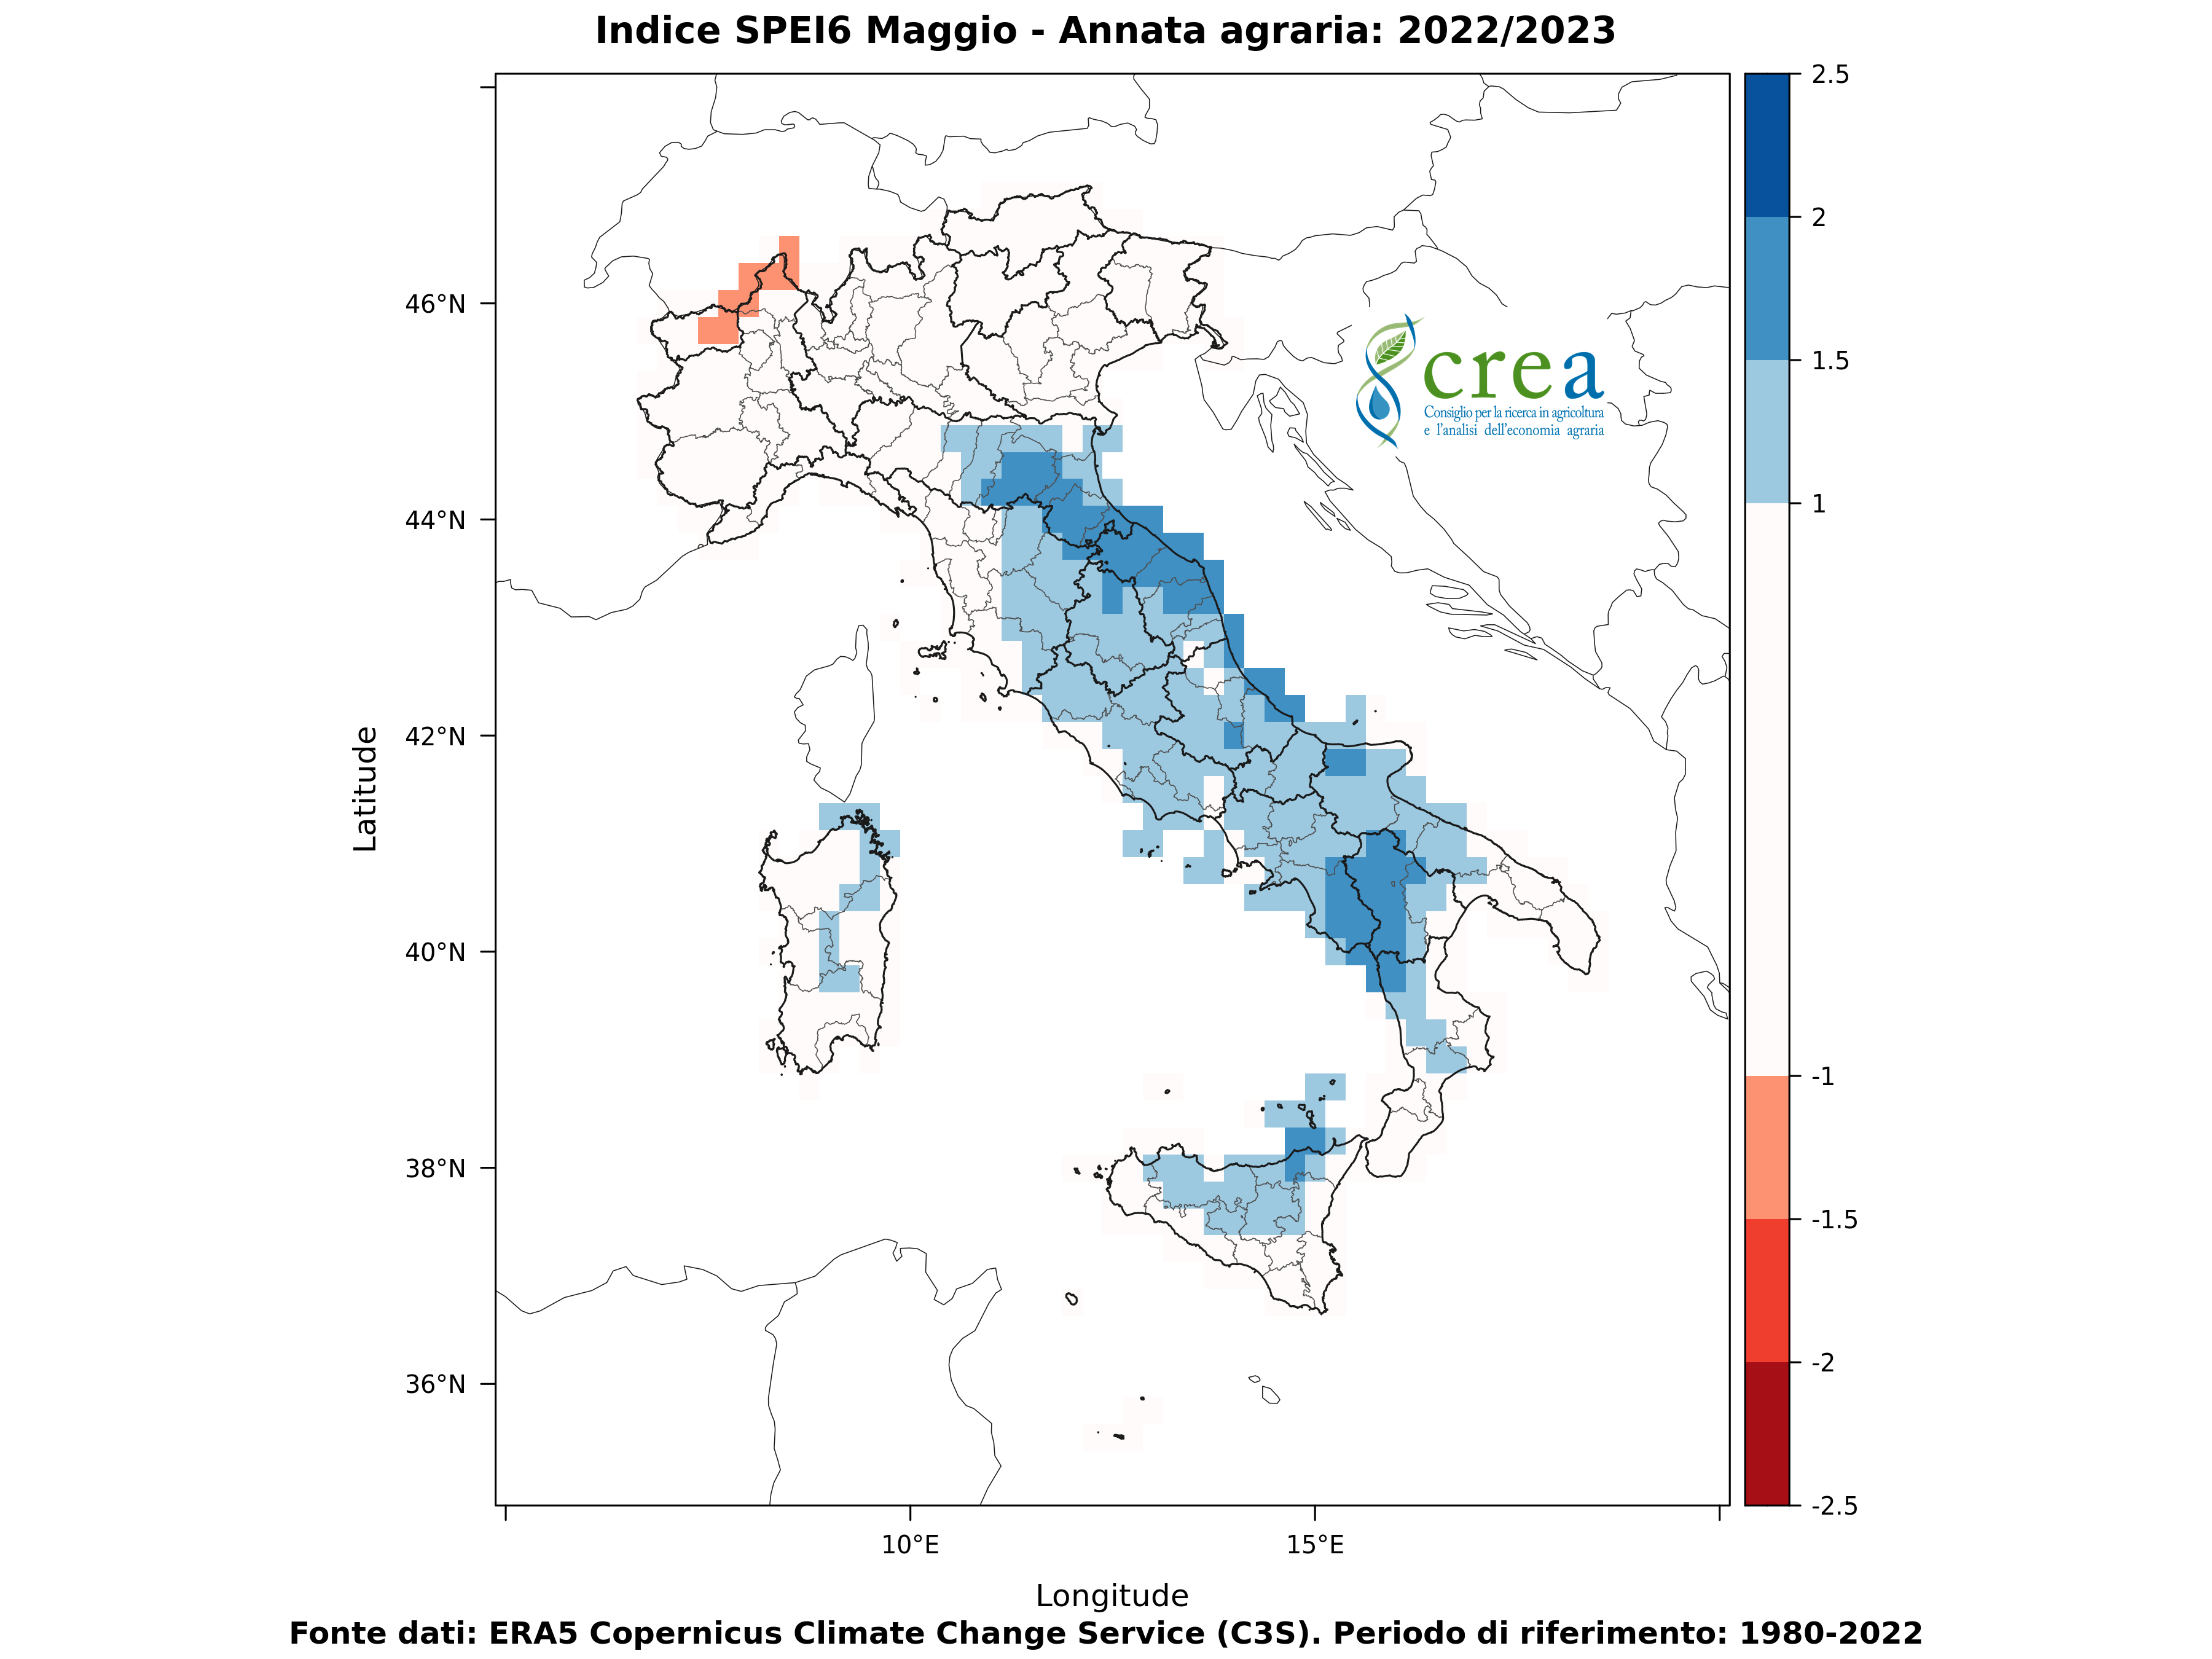 Indice SPEI6 Maggio - Annata agraria: 2022/2023
2.5
2
1.5
1
-1
-1.5
-2
-2.5
46°N
44°N
42°N
40°N
38°N
36°N
Latitude
crea
Consiglio per la ricerca in agricoltura
e l'analisi dell'economia agraria
10°E
15°E
Longitude
Fonte dati: ERA5 Copernicus Climate Change Service (C3S). Periodo di riferimento: 1980-2022